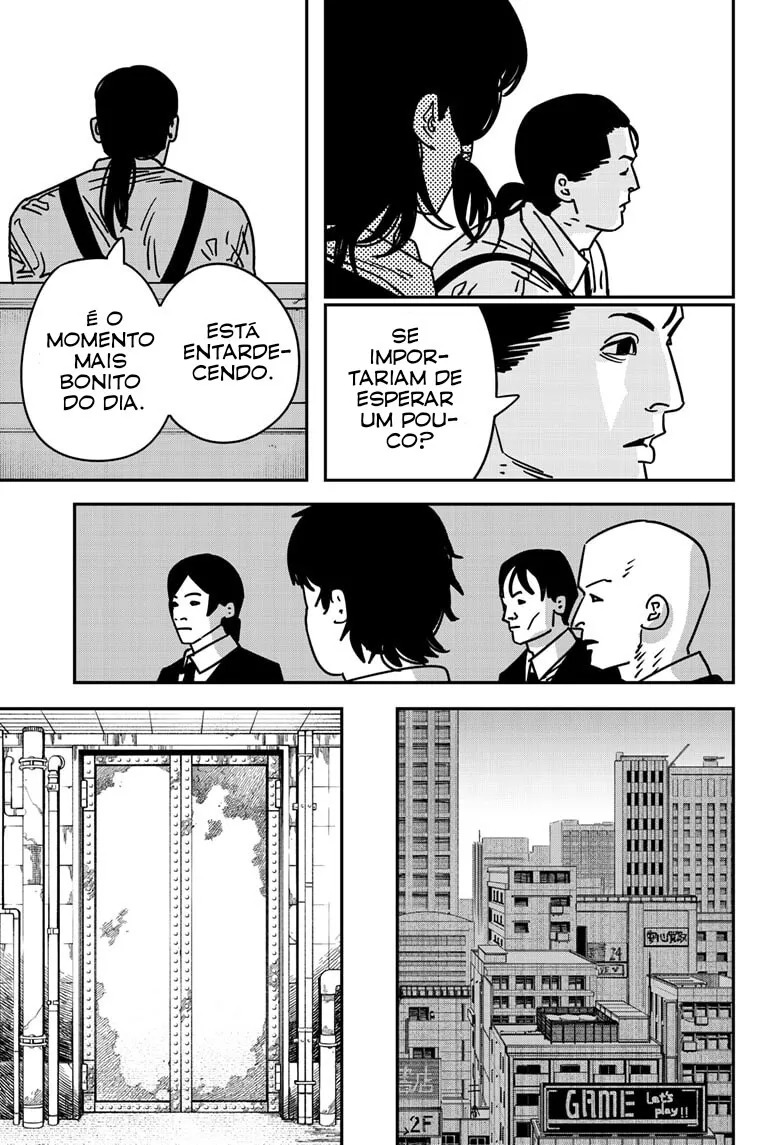 SE
IMPOR-
TARIAM DE
ESPERAR
UM POU-
CO?
ESTÁ
ENTARDE-
CENDO.
É O
MOMENTO
MAIS
BONITO
DO DIA.
24
2F
GAME
Let's
play!!